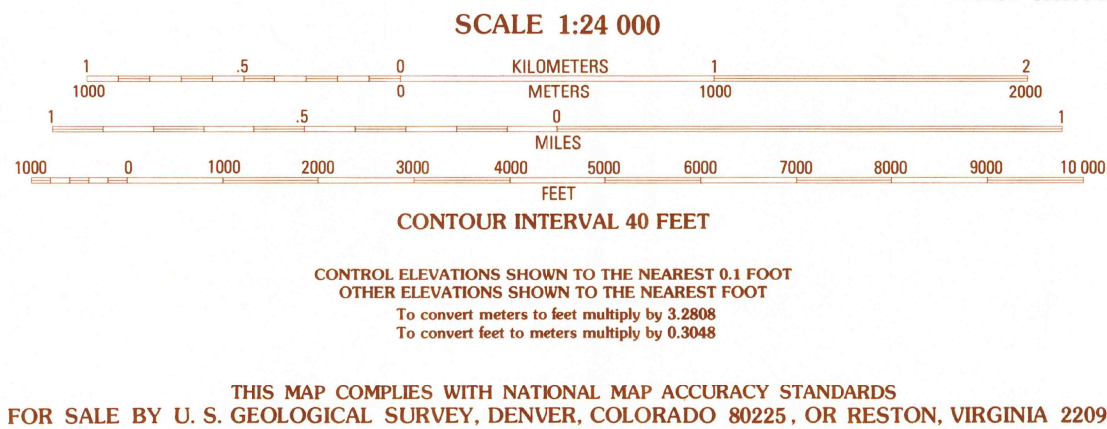 SCALE 1:24 000
1 .5 0 KILOMETERS 1 2
1000 0 METERS 1000 2000
1 .5 0 1
MILES
1000 0 1000 2000 3000 4000 5000 6000 7000 8000 9000 10 000
FEET
CONTOUR INTERVAL 40 FEET
CONTROL ELEVATIONS SHOWN TO THE NEAREST 0.1 FOOT
OTHER ELEVATIONS SHOWN TO THE NEAREST FOOT
To convert meters to feet multiply by 3.2808
To convert feet to meters multiply by 0.3048
THIS MAP COMPLIES WITH NATIONAL MAP ACCURACY STANDARDS
FOR SALE BY U. S. GEOLOGICAL SURVEY, DENVER, COLORADO 80225, OR RESTON, VIRGINIA 2209